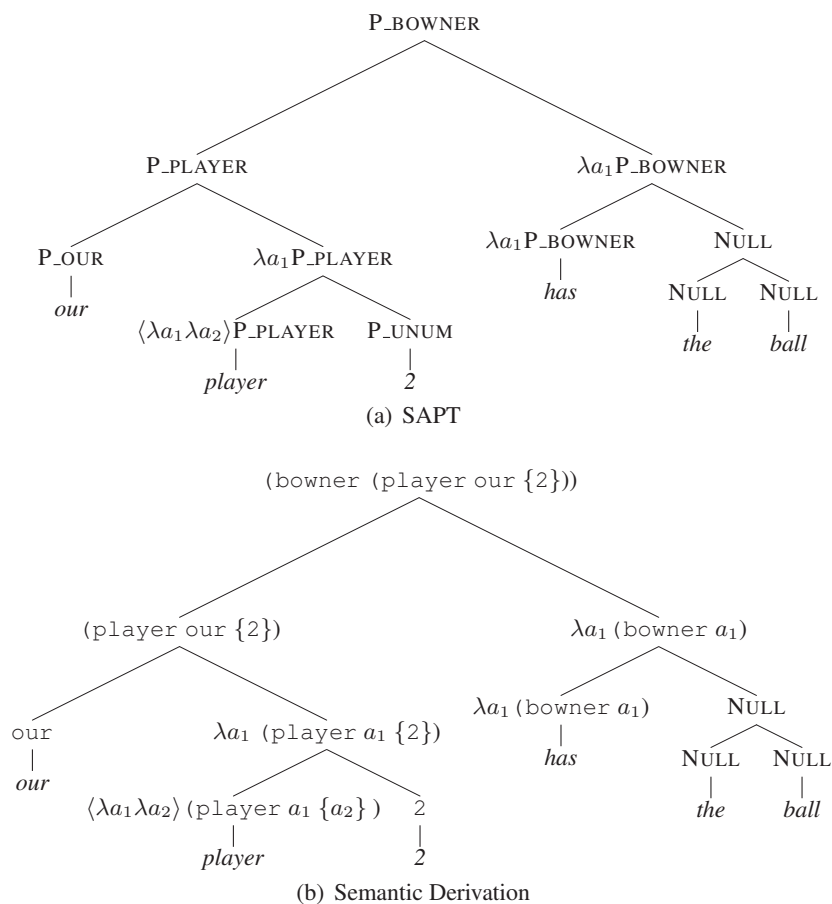 P_BOWNER
P_PLAYER λa₁P_BOWNER
P_OUR λa₁P_PLAYER λa₁P_BOWNER NULL
our ⟨λa₁λa₂⟩P_PLAYER P_UNUM has NULL NULL
player 2 the ball
(a) SAPT
(bowner (player our {2}))
(player our {2}) λa₁(bowner a₁)
our λa₁ (player a₁ {2}) λa₁(bowner a₁) NULL
our ⟨λa₁λa₂⟩(player a₁ {a₂} ) 2 has NULL NULL
player 2 the ball
(b) Semantic Derivation